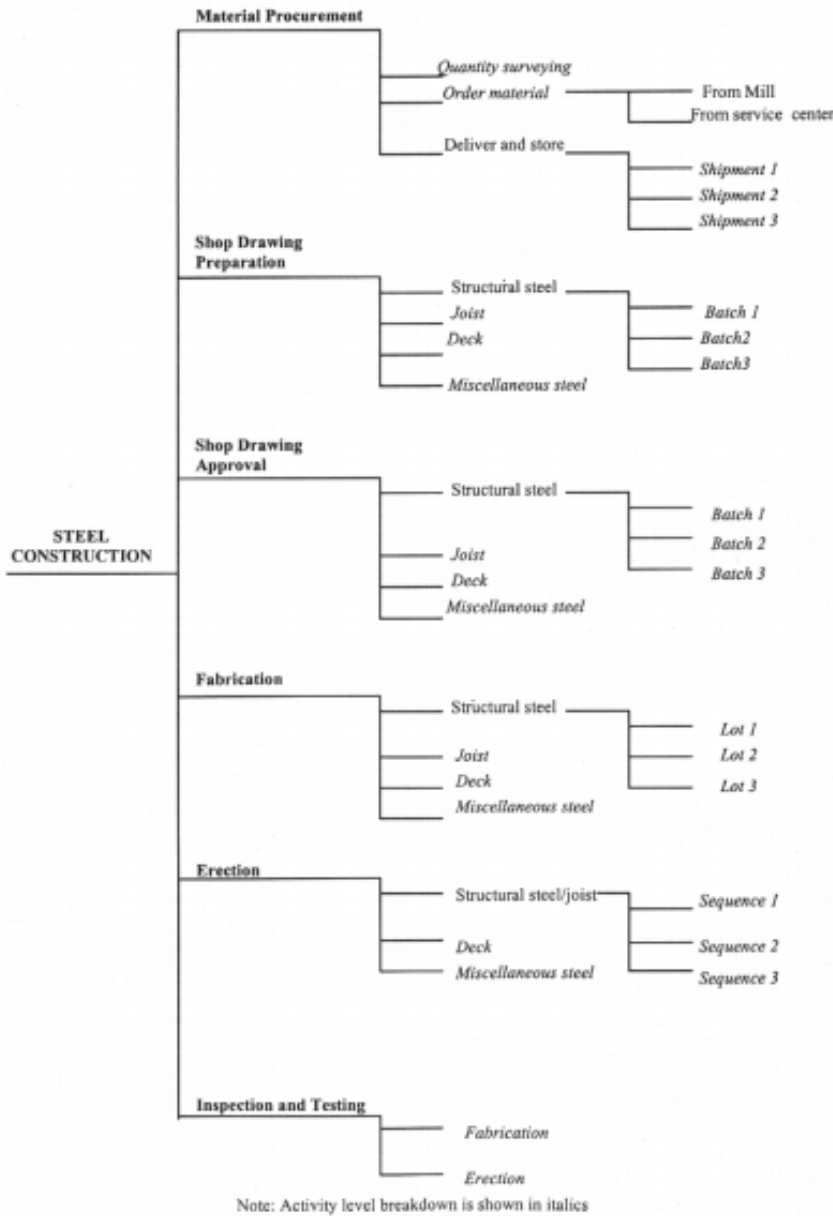 Material Procurement
Quantity surveying
Order material
From Mill
From service center
Deliver and store
Shipment 1
Shipment 2
Shipment 3
Shop Drawing
Preparation
Structural steel
Joist
Deck
Miscellaneous steel
Batch 1
Batch2
Batch3
Shop Drawing
Approval
Structural steel
Joist
Deck
Miscellaneous steel
Batch 1
Batch 2
Batch 3
STEEL
CONSTRUCTION
Fabrication
Structural steel
Joist
Deck
Miscellaneous steel
Lot 1
Lot 2
Lot 3
Erection
Structural steel/joist
Deck
Miscellaneous steel
Sequence 1
Sequence 2
Sequence 3
Inspection and Testing
Fabrication
Erection
Note: Activity level breakdown is shown in italics